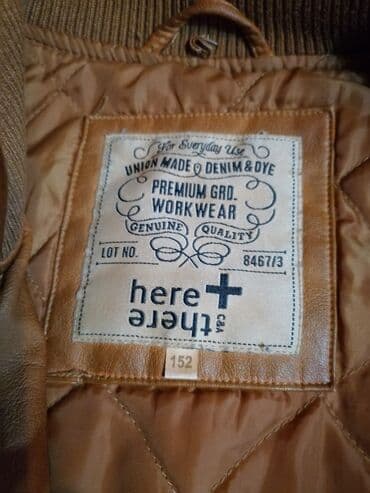 For Everyday Use
UNION MADE DENIM & DYE
PREMIUM GRD.
WORKWEAR
GENUINE QUALITY
LOT NO. 8467/3
here +
there
C&A
152